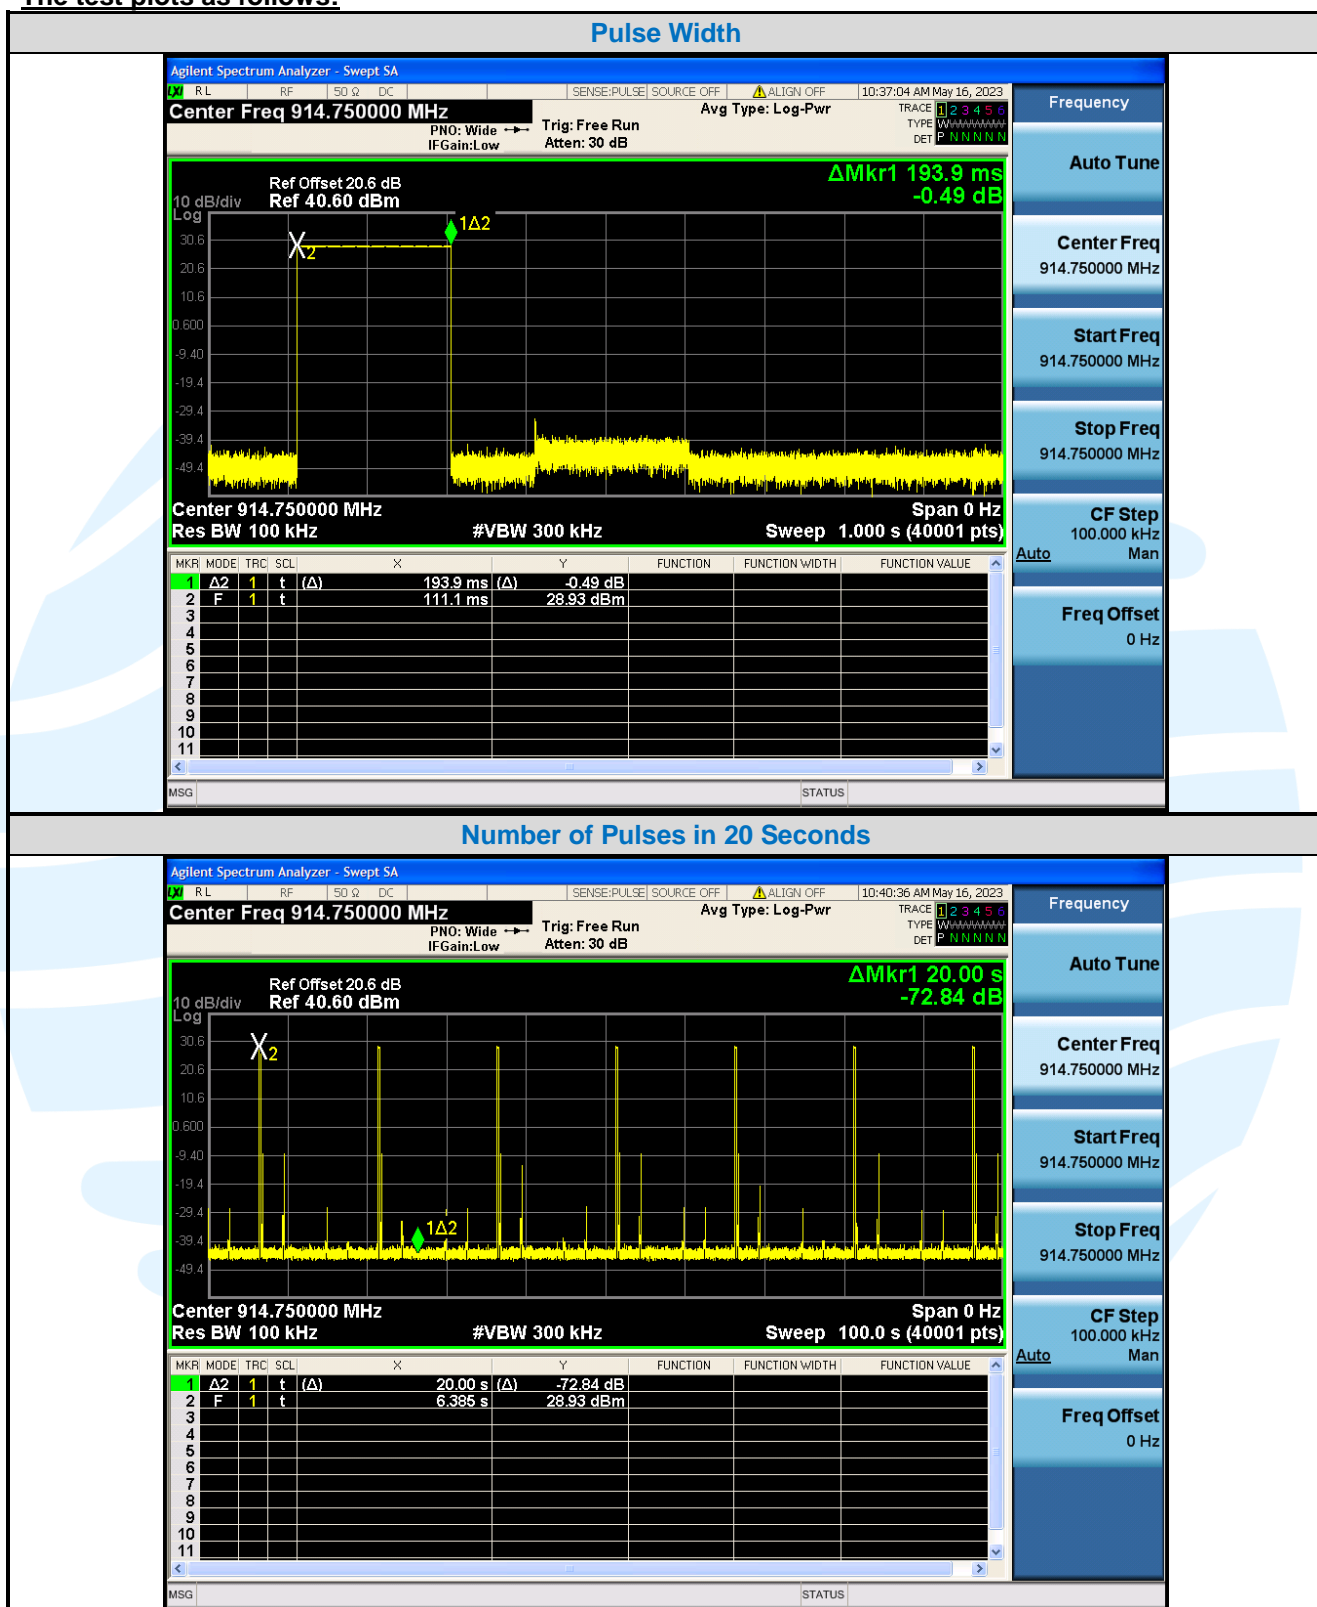 The test plots as follows:
Pulse Width
Agilent Spectrum Analyzer - Swept SA
LXI RL RF 50 Ω DC SENSE:PULSE SOURCE OFF ALIGN OFF 10:37:04 AM May 16, 2023
Center Freq 914.750000 MHz
PNO: Wide
IFGain:Low
Trig: Free Run
Atten: 30 dB
Avg Type: Log-Pwr
TRACE 1 2 3 4 5 6
TYPE W
DET P N N N N N
Ref Offset 20.6 dB
10 dB/div Ref 40.60 dBm
Log
ΔMkr1 193.9 ms
-0.49 dB
30.6
20.6
10.6
0.600
-9.40
-19.4
-29.4
-39.4
-49.4
X2
1Δ2
Center 914.750000 MHz Span 0 Hz
Res BW 100 kHz #VBW 300 kHz Sweep 1.000 s (40001 pts)
MKR MODE TRC SCL X Y FUNCTION FUNCTION WIDTH FUNCTION VALUE
1 Δ2 1 t (Δ) 193.9 ms (Δ) -0.49 dB
2 F 1 t 111.1 ms 28.93 dBm
3
4
5
6
7
8
9
10
11
MSG STATUS
Frequency
Auto Tune
Center Freq
914.750000 MHz
Start Freq
914.750000 MHz
Stop Freq
914.750000 MHz
CF Step
100.000 kHz
Auto Man
Freq Offset
0 Hz
Number of Pulses in 20 Seconds
Agilent Spectrum Analyzer - Swept SA
LXI RL RF 50 Ω DC SENSE:PULSE SOURCE OFF ALIGN OFF 10:40:36 AM May 16, 2023
Center Freq 914.750000 MHz
PNO: Wide
IFGain:Low
Trig: Free Run
Atten: 30 dB
Avg Type: Log-Pwr
TRACE 1 2 3 4 5 6
TYPE W
DET P N N N N N
Ref Offset 20.6 dB
10 dB/div Ref 40.60 dBm
Log
ΔMkr1 20.00 s
-72.84 dB
30.6
20.6
10.6
0.600
-9.40
-19.4
-29.4
-39.4
-49.4
X2
1Δ2
Center 914.750000 MHz Span 0 Hz
Res BW 100 kHz #VBW 300 kHz Sweep 100.0 s (40001 pts)
MKR MODE TRC SCL X Y FUNCTION FUNCTION WIDTH FUNCTION VALUE
1 Δ2 1 t (Δ) 20.00 s (Δ) -72.84 dB
2 F 1 t 6.385 s 28.93 dBm
3
4
5
6
7
8
9
10
11
MSG STATUS
Frequency
Auto Tune
Center Freq
914.750000 MHz
Start Freq
914.750000 MHz
Stop Freq
914.750000 MHz
CF Step
100.000 kHz
Auto Man
Freq Offset
0 Hz